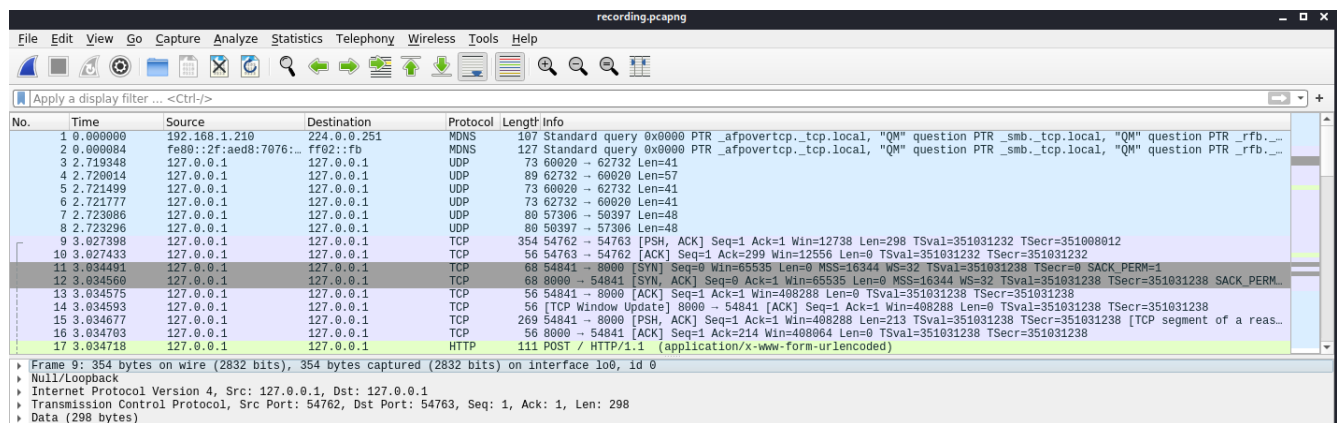 recording.pcapng
File Edit View Go Capture Analyze Statistics Telephony Wireless Tools Help
Apply a display filter ... <Ctrl-/>
No. Time Source Destination Protocol Length Info
1 0.000000 192.168.1.210 224.0.0.251 MDNS 107 Standard query 0x0000 PTR _afpovertcp._tcp.local, "QM" question PTR _smb._tcp.local, "QM" question PTR _rfb._…
2 0.000084 fe80::2f:aed8:7076:… ff02::fb MDNS 127 Standard query 0x0000 PTR _afpovertcp._tcp.local, "QM" question PTR _smb._tcp.local, "QM" question PTR _rfb._…
3 2.719348 127.0.0.1 127.0.0.1 UDP 73 60020 → 62732 Len=41
4 2.720014 127.0.0.1 127.0.0.1 UDP 89 62732 → 60020 Len=57
5 2.721499 127.0.0.1 127.0.0.1 UDP 73 60020 → 62732 Len=41
6 2.721777 127.0.0.1 127.0.0.1 UDP 73 62732 → 60020 Len=41
7 2.723086 127.0.0.1 127.0.0.1 UDP 80 57306 → 50397 Len=48
8 2.723296 127.0.0.1 127.0.0.1 UDP 80 50397 → 57306 Len=48
9 3.027398 127.0.0.1 127.0.0.1 TCP 354 54762 → 54763 [PSH, ACK] Seq=1 Ack=1 Win=12738 Len=298 TSval=351031232 TSecr=351008012
10 3.027433 127.0.0.1 127.0.0.1 TCP 56 54763 → 54762 [ACK] Seq=1 Ack=299 Win=12556 Len=0 TSval=351031232 TSecr=351031232
11 3.034491 127.0.0.1 127.0.0.1 TCP 68 54841 → 8000 [SYN] Seq=0 Win=65535 Len=0 MSS=16344 WS=32 TSval=351031238 TSecr=0 SACK_PERM=1
12 3.034560 127.0.0.1 127.0.0.1 TCP 68 8000 → 54841 [SYN, ACK] Seq=0 Ack=1 Win=65535 Len=0 MSS=16344 WS=32 TSval=351031238 TSecr=351031238 SACK_PERM…
13 3.034575 127.0.0.1 127.0.0.1 TCP 56 54841 → 8000 [ACK] Seq=1 Ack=1 Win=408288 Len=0 TSval=351031238 TSecr=351031238
14 3.034593 127.0.0.1 127.0.0.1 TCP 56 [TCP Window Update] 8000 → 54841 [ACK] Seq=1 Ack=1 Win=408288 Len=0 TSval=351031238 TSecr=351031238
15 3.034677 127.0.0.1 127.0.0.1 TCP 269 54841 → 8000 [PSH, ACK] Seq=1 Ack=1 Win=408288 Len=213 TSval=351031238 TSecr=351031238 [TCP segment of a reas…
16 3.034703 127.0.0.1 127.0.0.1 TCP 56 8000 → 54841 [ACK] Seq=1 Ack=214 Win=408064 Len=0 TSval=351031238 TSecr=351031238
17 3.034718 127.0.0.1 127.0.0.1 HTTP 111 POST / HTTP/1.1 (application/x-www-form-urlencoded)
Frame 9: 354 bytes on wire (2832 bits), 354 bytes captured (2832 bits) on interface lo0, id 0
Null/Loopback
Internet Protocol Version 4, Src: 127.0.0.1, Dst: 127.0.0.1
Transmission Control Protocol, Src Port: 54762, Dst Port: 54763, Seq: 1, Ack: 1, Len: 298
Data (298 bytes)